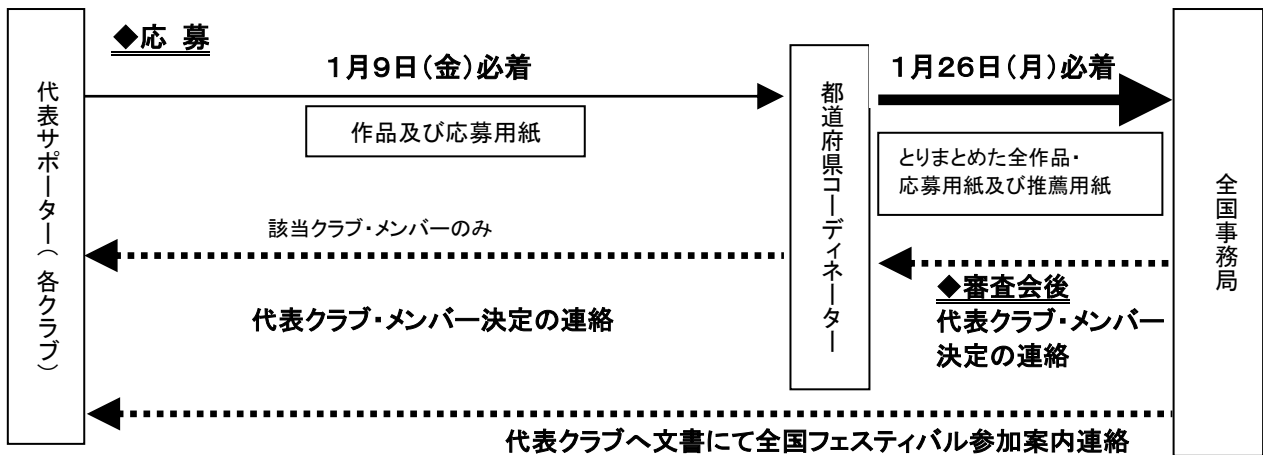 ◆応 募
1月9日(金)必着
1月26日(月)必着
代表サポーター(各クラブ)
作品及び応募用紙
都道府県コーディネーター
とりまとめた全作品・
応募用紙及び推薦用紙
全国事務局
該当クラブ・メンバーのみ
代表クラブ・メンバー決定の連絡
◆審査会後
代表クラブ・メンバー
決定の連絡
代表クラブへ文書にて全国フェスティバル参加案内連絡